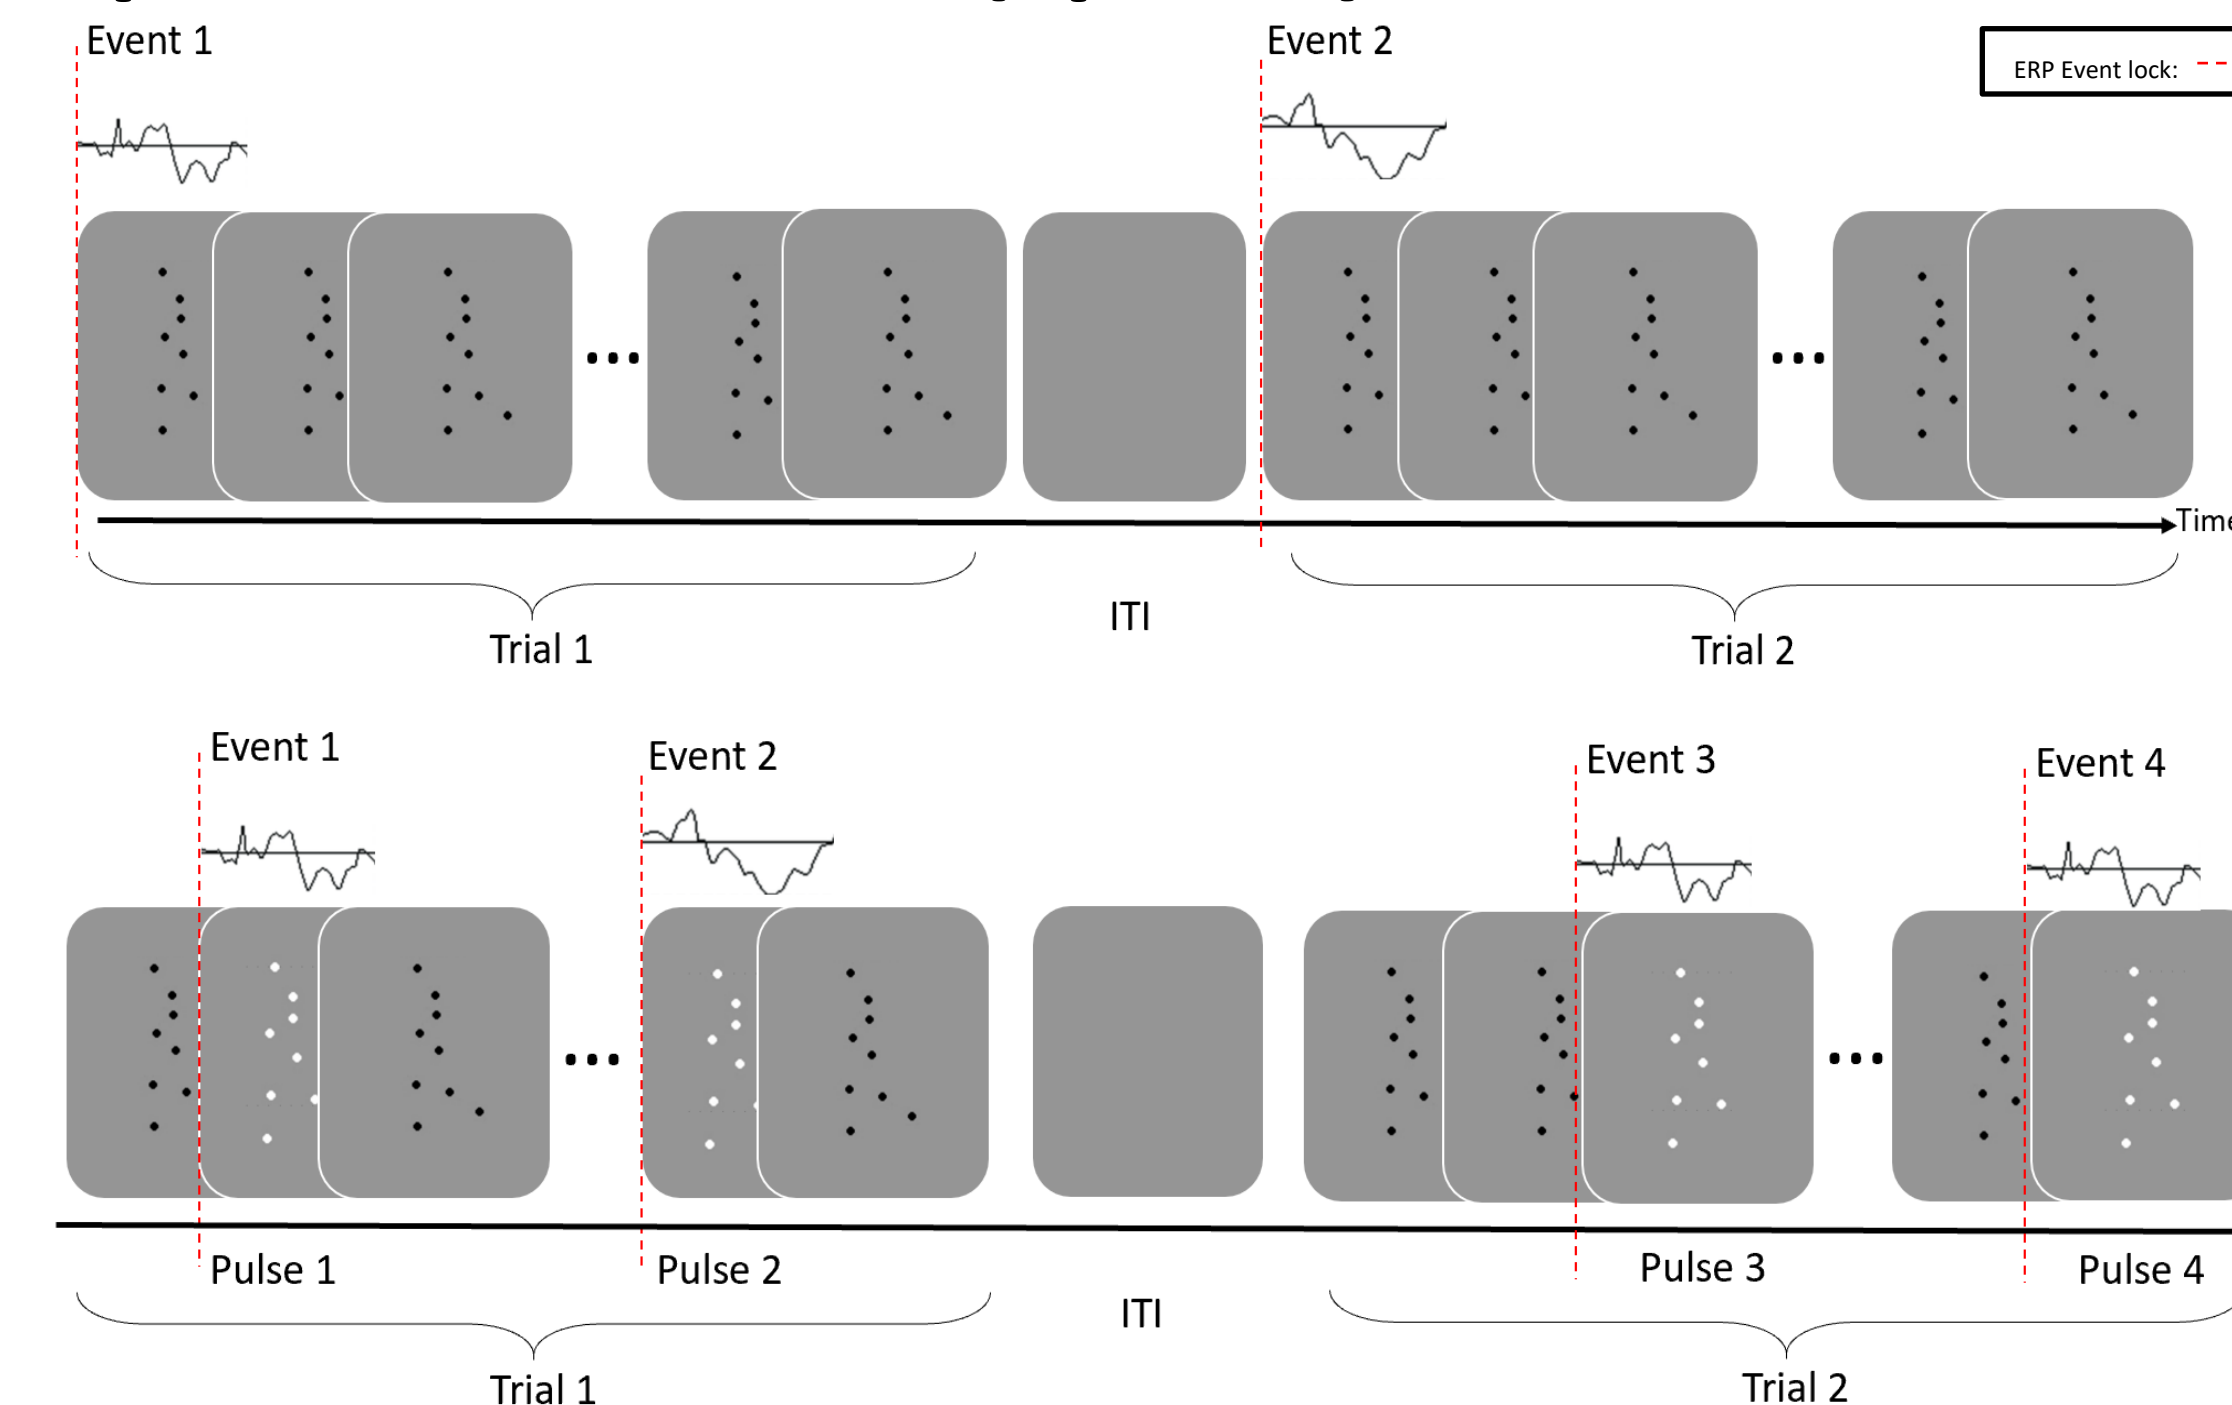 Event 1
Event 2
ERP Event lock:
Time
Trial 1
ITI
Trial 2
Event 1
Event 2
Event 3
Event 4
Pulse 1
Pulse 2
Pulse 3
Pulse 4
ITI
Trial 1
Trial 2